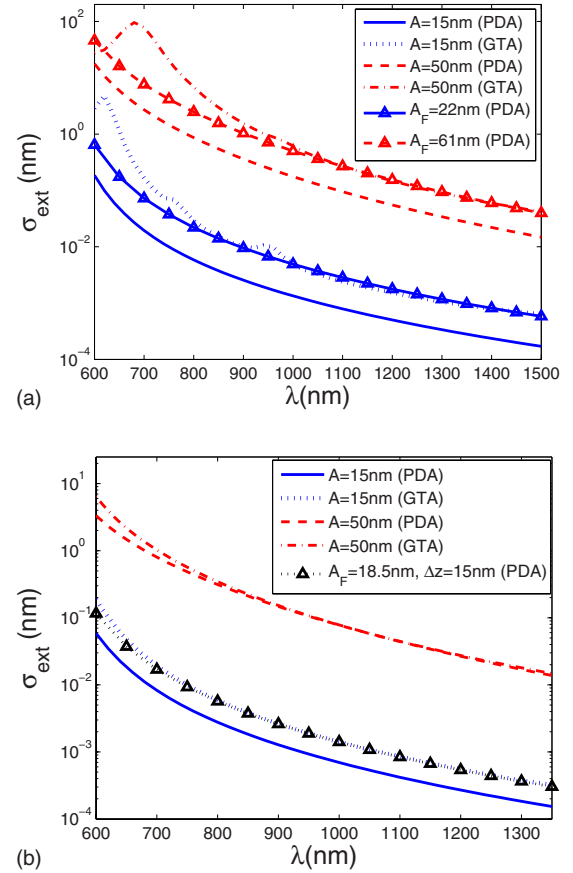 A=15nm (PDA)
A=15nm (GTA)
A=50nm (PDA)
A=50nm (GTA)
A_F=22nm (PDA)
A_F=61nm (PDA)
10^2
10^0
10^-2
10^-4
σ_ext (nm)
600 700 800 900 1000 1100 1200 1300 1400 1500
λ(nm)
(a)
A=15nm (PDA)
A=15nm (GTA)
A=50nm (PDA)
A=50nm (GTA)
A_F=18.5nm, Δz=15nm (PDA)
10^1
10^0
10^-1
10^-2
10^-3
10^-4
σ_ext (nm)
600 700 800 900 1000 1100 1200 1300
λ(nm)
(b)